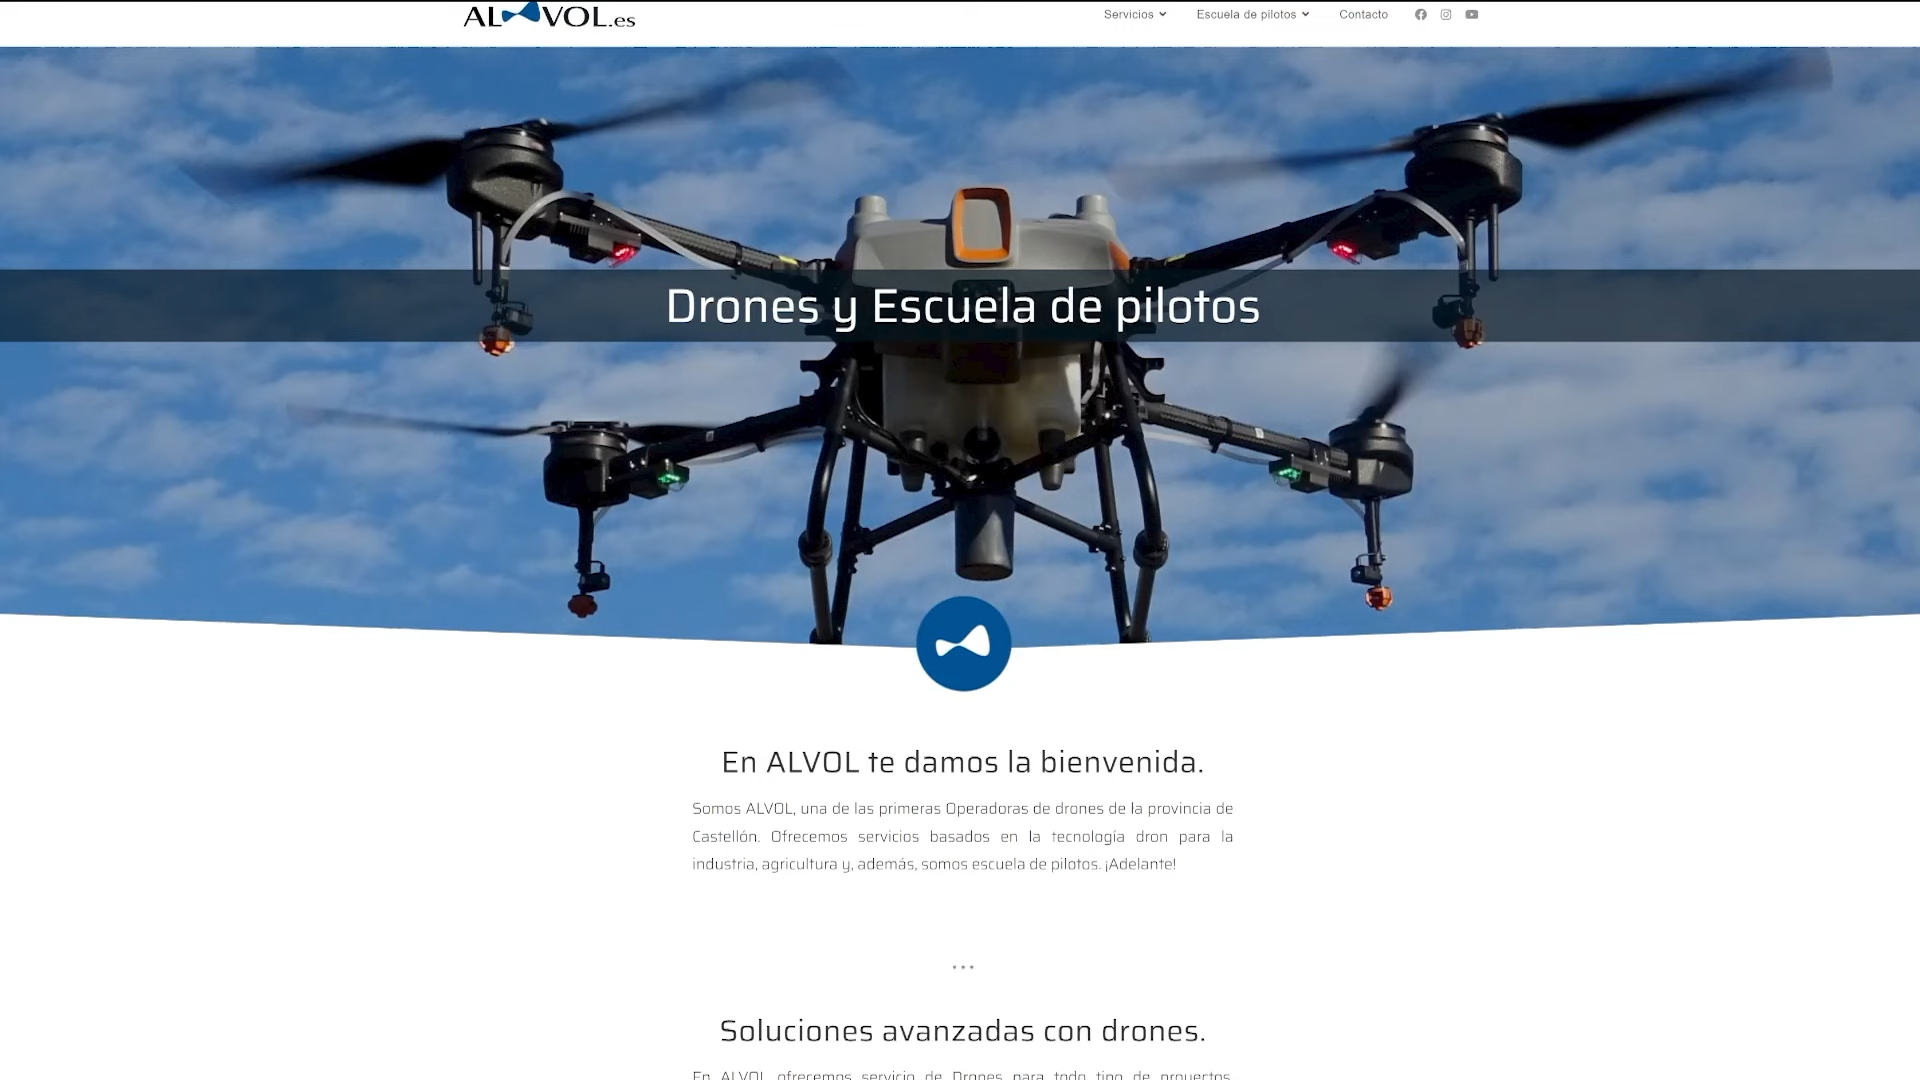 ALVOL.es
Servicios
Escuela de pilotos
Contacto
Drones y Escuela de pilotos
En ALVOL te damos la bienvenida.
Somos ALVOL, una de las primeras Operadoras de drones de la provincia de
Castellón. Ofrecemos servicios basados en la tecnología dron para la
industria, agricultura y, además, somos escuela de pilotos. ¡Adelante!
...
Soluciones avanzadas con drones.
En ALVOL ofrecemos servicio de Drones para todo tipo de proyectos.